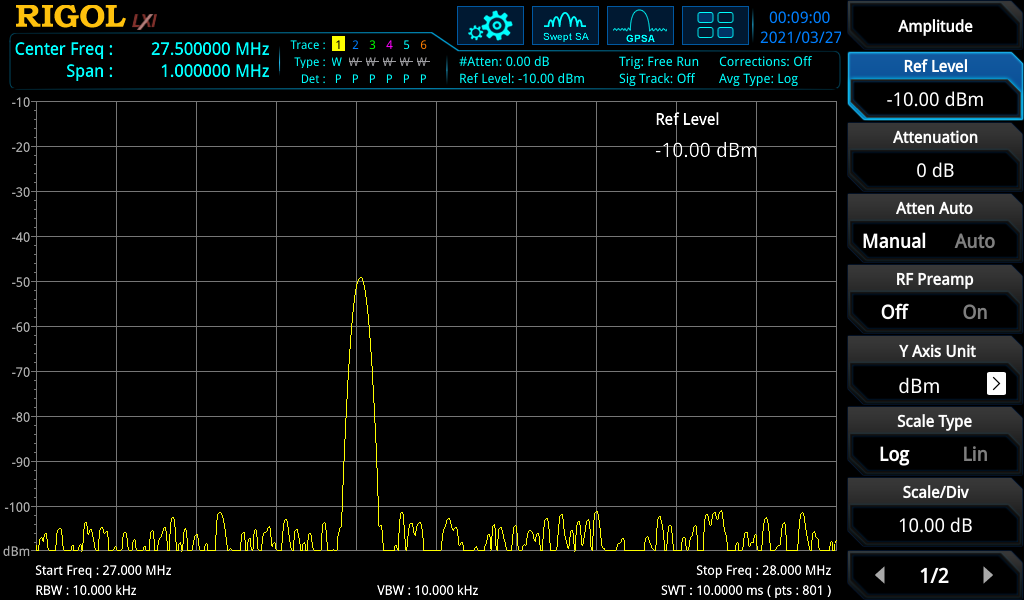 RIGOL LXI
00:09:00
2021/03/27
Swept SA
GPSA
Center Freq : 27.500000 MHz
Span : 1.000000 MHz
Trace : 1 2 3 4 5 6
Type : W W W W W W
Det : P P P P P P
#Atten: 0.00 dB
Ref Level: -10.00 dBm
Trig: Free Run
Sig Track: Off
Corrections: Off
Avg Type: Log
Ref Level
-10.00 dBm
-10
-20
-30
-40
-50
-60
-70
-80
-90
-100
dBm
Start Freq : 27.000 MHz
Stop Freq : 28.000 MHz
RBW : 10.000 kHz
VBW : 10.000 kHz
SWT : 10.0000 ms ( pts : 801 )
Amplitude
Ref Level
-10.00 dBm
Attenuation
0 dB
Atten Auto
Manual Auto
RF Preamp
Off On
Y Axis Unit
dBm
Scale Type
Log Lin
Scale/Div
10.00 dB
1/2